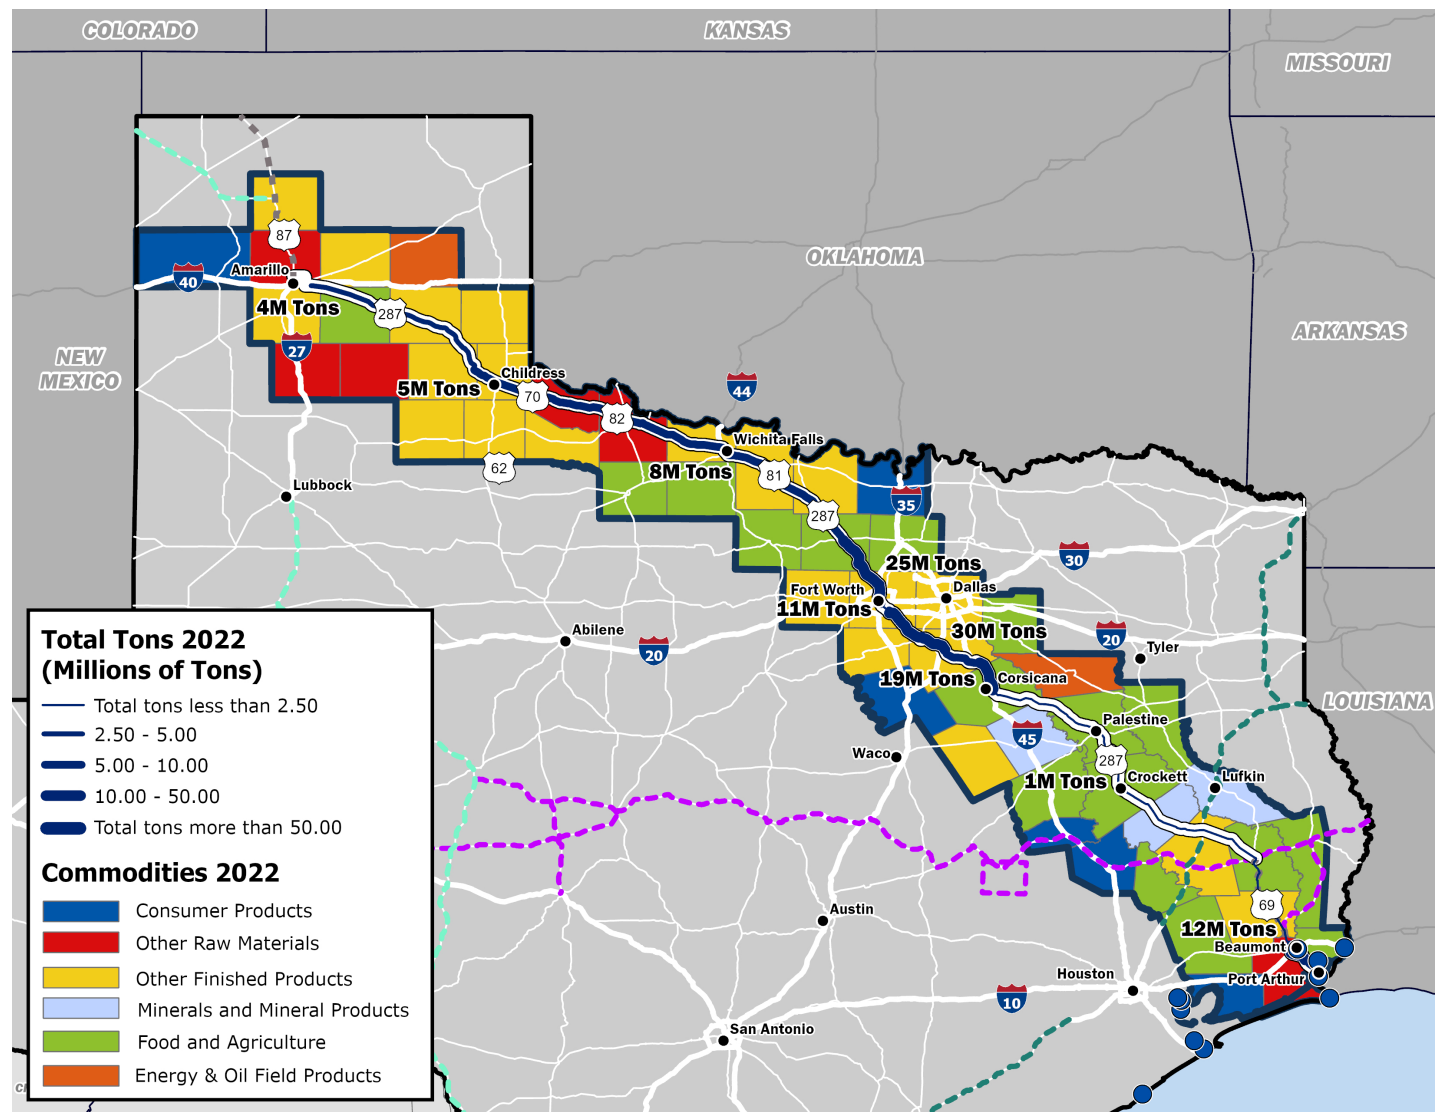 COLORADO
KANSAS
MISSOURI
87
OKLAHOMA
Amarillo
40
4M Tons
287
ARKANSAS
NEW
MEXICO
27
Childress
5M Tons
70
44
82
Wichita Falls
62
8M Tons
81
Lubbock
35
287
30
25M Tons
Fort Worth
Dallas
11M Tons
Abilene
30M Tons
20
20
Tyler
19M Tons
Corsicana
LOUISIANA
Palestine
45
Waco
287
1M Tons
Crockett
Lufkin
69
Austin
12M Tons
Beaumont
Houston
Port Arthur
10
San Antonio
Total Tons 2022
(Millions of Tons)
Total tons less than 2.50
2.50 - 5.00
5.00 - 10.00
10.00 - 50.00
Total tons more than 50.00
Commodities 2022
Consumer Products
Other Raw Materials
Other Finished Products
Minerals and Mineral Products
Food and Agriculture
Energy & Oil Field Products